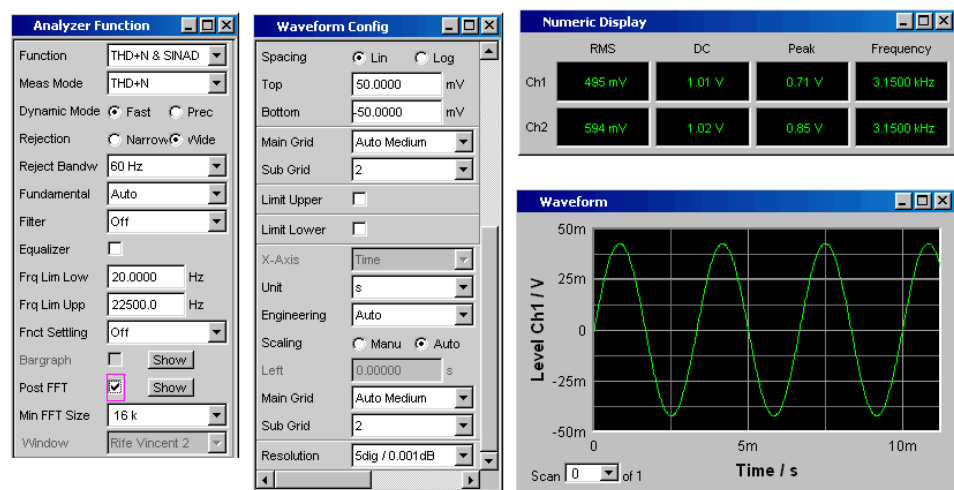 Analyzer Function
Function THD+N & SINAD
Meas Mode THD+N
Dynamic Mode Fast Prec
Rejection Narrow Wide
Reject Bandw 60 Hz
Fundamental Auto
Filter Off
Equalizer
Frq Lim Low 20.0000 Hz
Frq Lim Upp 22500.0 Hz
Fnct Settling Off
Bargraph Show
Post FFT Show
Min FFT Size 16 k
Window Rife Vincent 2
Waveform Config
Spacing Lin Log
Top 50.0000 mV
Bottom -50.0000 mV
Main Grid Auto Medium
Sub Grid 2
Limit Upper
Limit Lower
X-Axis Time
Unit s
Engineering Auto
Scaling Manu Auto
Left 0.00000 s
Main Grid Auto Medium
Sub Grid 2
Resolution 5dig / 0.001dB
Numeric Display
RMS DC Peak Frequency
Ch1 495 mV 1.01 V 0.71 V 3.1500 kHz
Ch2 594 mV 1.02 V 0.85 V 3.1500 kHz
Waveform
Level Ch1 / V
50m
25m
0
-25m
-50m
0 5m 10m
Time / s
Scan 0 of 1